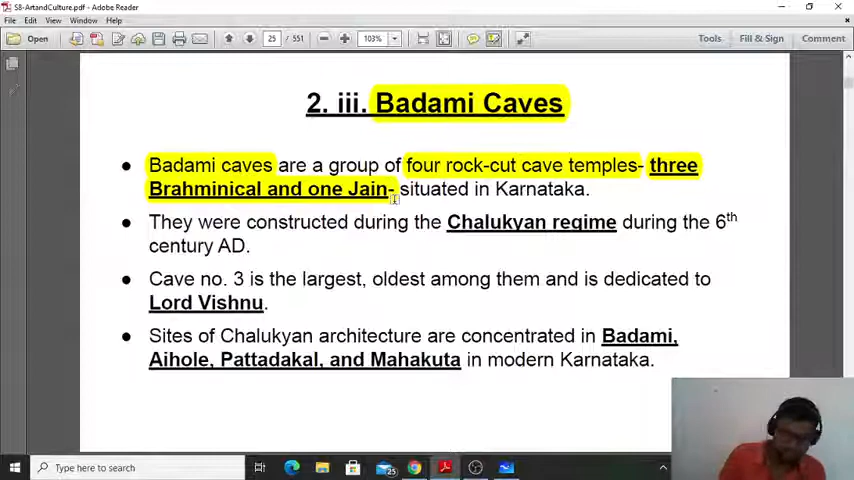 S8-ArtandCulture.pdf - Adobe Reader
File Edit View Window Help
Open 25 / 551 103% Tools Fill & Sign Comment
2. iii. Badami Caves
● Badami caves are a group of four rock-cut cave temples- three
Brahminical and one Jain- situated in Karnataka.
● They were constructed during the Chalukyan regime during the 6th
century AD.
● Cave no. 3 is the largest, oldest among them and is dedicated to
Lord Vishnu.
● Sites of Chalukyan architecture are concentrated in Badami,
Aihole, Pattadakal, and Mahakuta in modern Karnataka.
Type here to search 25